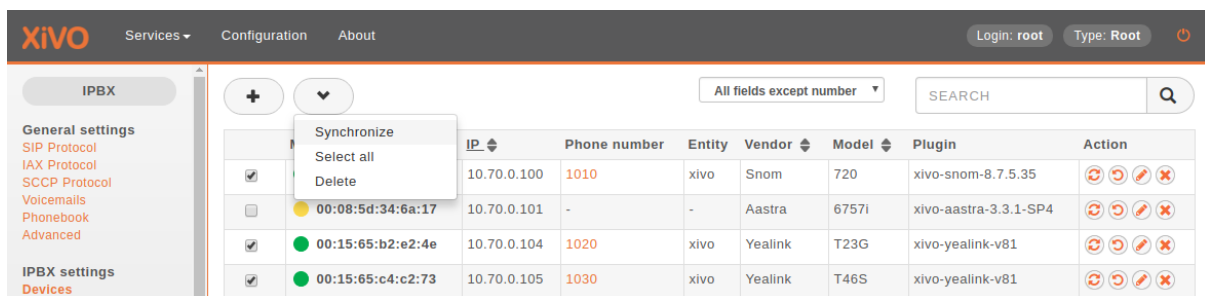 XiVO Services Configuration About Login: root Type: Root
IPBX
General settings
SIP Protocol
IAX Protocol
SCCP Protocol
Voicemails
Phonebook
Advanced
IPBX settings
Devices
All fields except number SEARCH
Synchronize
Select all
Delete
IP Phone number Entity Vendor Model Plugin Action
10.70.0.100 1010 xivo Snom 720 xivo-snom-8.7.5.35
00:08:5d:34:6a:17 10.70.0.101 - - Aastra 6757i xivo-aastra-3.3.1-SP4
00:15:65:b2:e2:4e 10.70.0.104 1020 xivo Yealink T23G xivo-yealink-v81
00:15:65:c4:c2:73 10.70.0.105 1030 xivo Yealink T46S xivo-yealink-v81